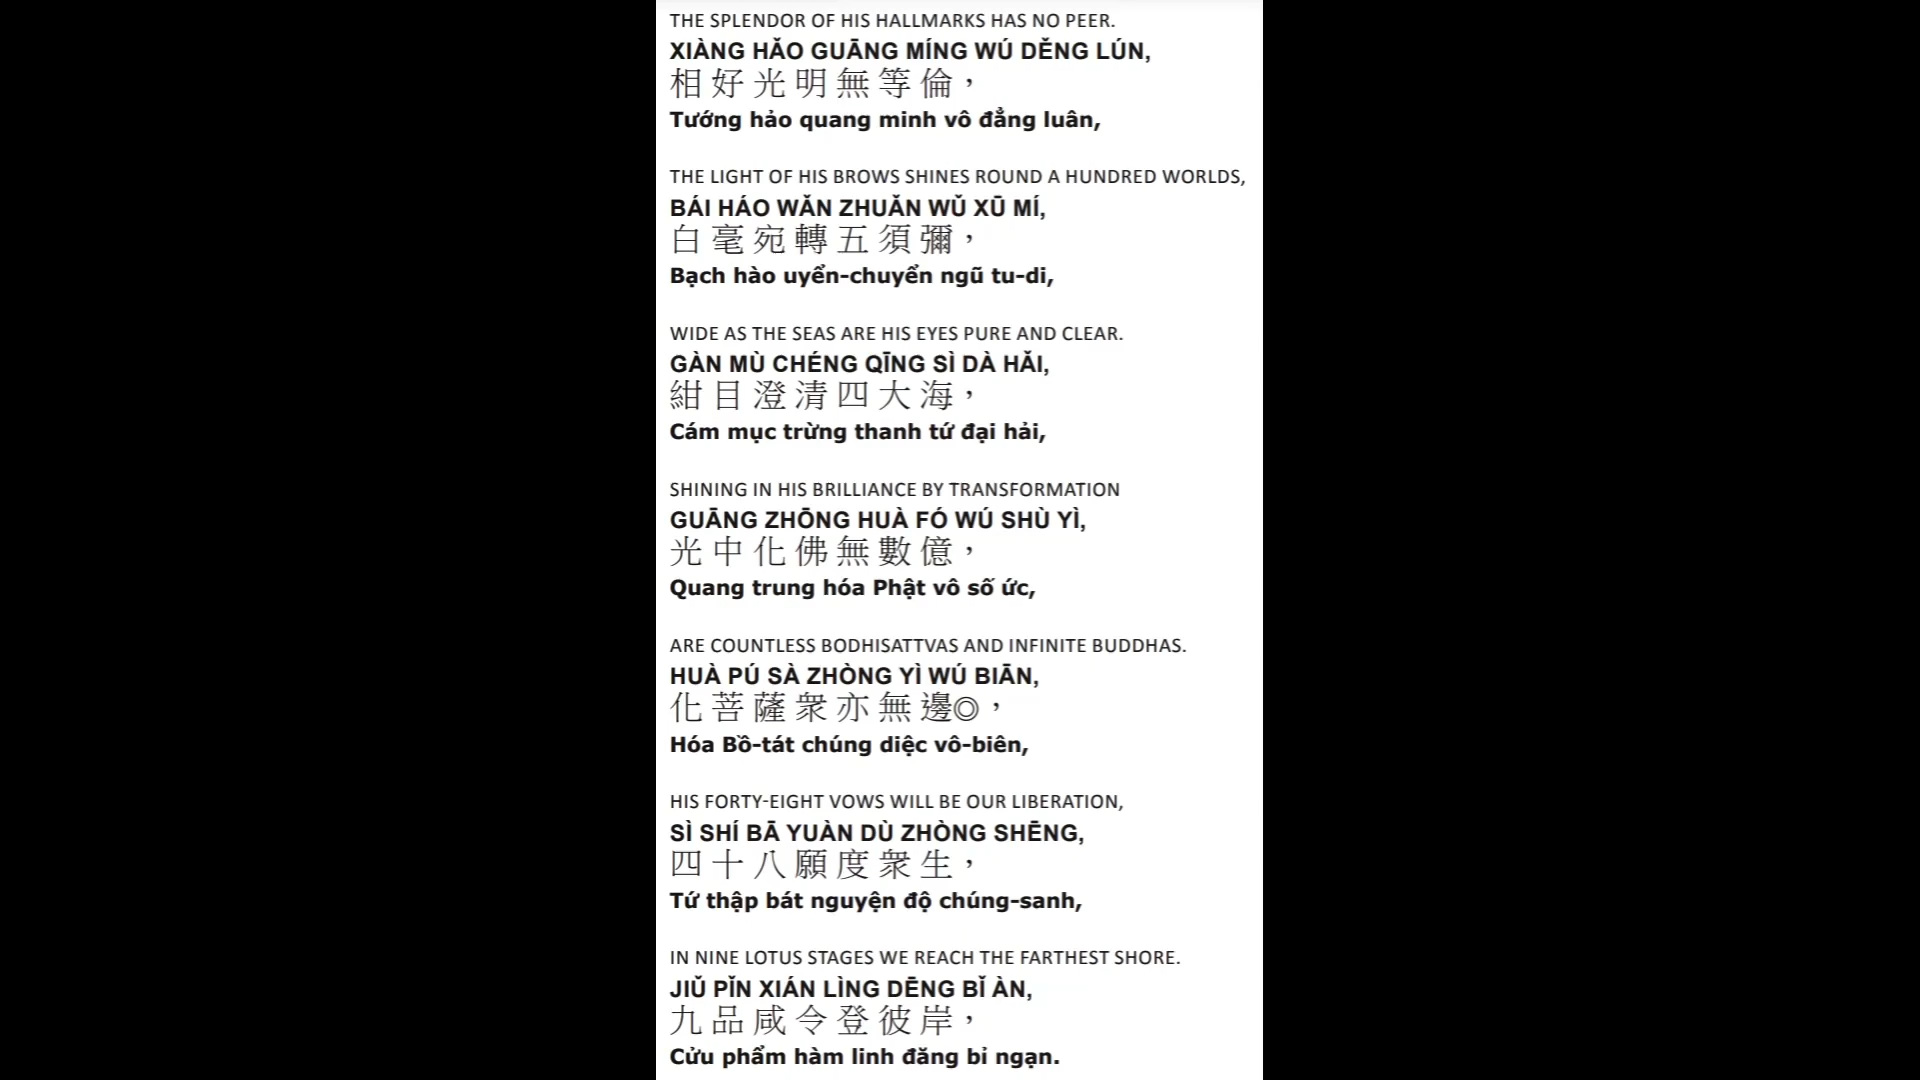 THE SPLENDOR OF HIS HALLMARKS HAS NO PEER.
XIÀNG HǍO GUĀNG MÍNG WÚ DĚNG LÚN,
相好光明無等倫，
Tướng hảo quang minh vô đẳng luân,
THE LIGHT OF HIS BROWS SHINES ROUND A HUNDRED WORLDS,
BÁI HÁO WǍN ZHUǍN WǓ XŪ MÍ,
白毫宛轉五須彌，
Bạch hào uyển-chuyển ngũ tu-di,
WIDE AS THE SEAS ARE HIS EYES PURE AND CLEAR.
GÀN MÙ CHÉNG QĪNG SÌ DÀ HǍI,
紺目澄清四大海，
Cám mục trừng thanh tứ đại hải,
SHINING IN HIS BRILLIANCE BY TRANSFORMATION
GUĀNG ZHŌNG HUÀ FÓ WÚ SHÙ YÌ,
光中化佛無數億，
Quang trung hóa Phật vô số ức,
ARE COUNTLESS BODHISATTVAS AND INFINITE BUDDHAS.
HUÀ PÚ SÀ ZHÒNG YÌ WÚ BIĀN,
化菩薩衆亦無邊◎，
Hóa Bồ-tát chúng diệc vô-biên,
HIS FORTY-EIGHT VOWS WILL BE OUR LIBERATION,
SÌ SHÍ BĀ YUÀN DÙ ZHÒNG SHĒNG,
四十八願度衆生，
Tứ thập bát nguyện độ chúng-sanh,
IN NINE LOTUS STAGES WE REACH THE FARTHEST SHORE.
JIǓ PǏN XIÁN LÌNG DĒNG BǏ ÀN,
九品咸令登彼岸，
Cửu phẩm hàm linh đăng bỉ ngạn.